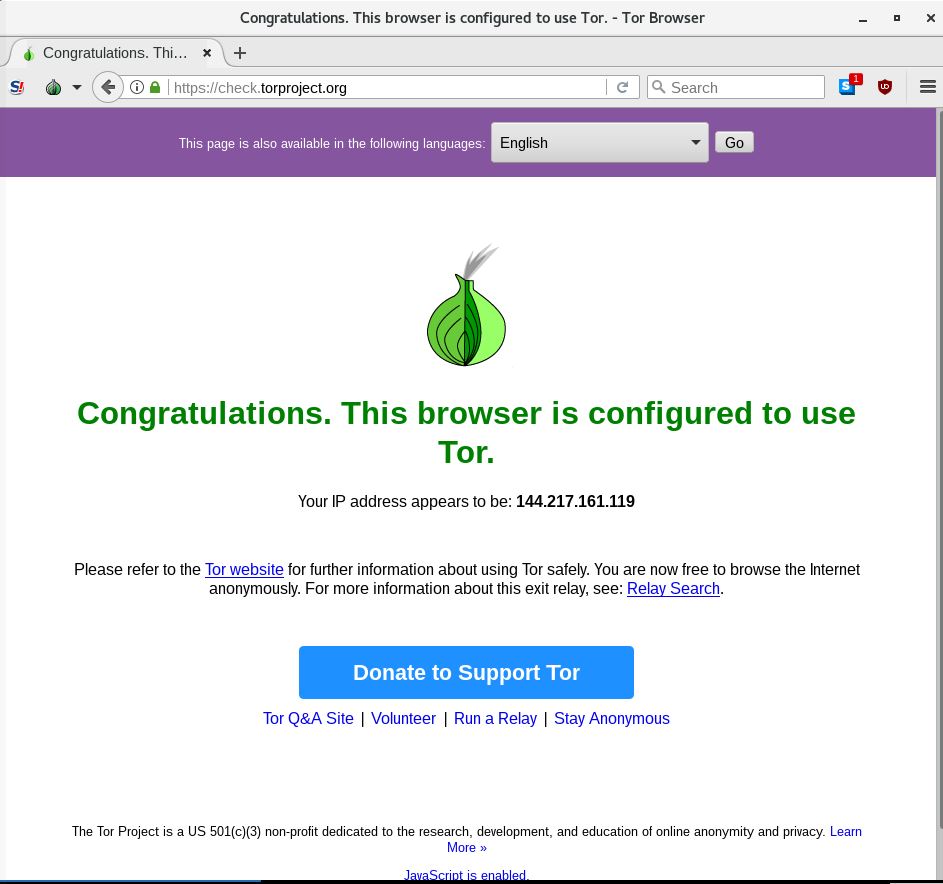 Congratulations. This browser is configured to use Tor. - Tor Browser
Congratulations. Thi...
https://check.torproject.org
Search
S
1
This page is also available in the following languages:
English
Go
Congratulations. This browser is configured to use
Tor.
Your IP address appears to be: 144.217.161.119
Please refer to the Tor website for further information about using Tor safely. You are now free to browse the Internet
anonymously. For more information about this exit relay, see: Relay Search.
Donate to Support Tor
Tor Q&A Site | Volunteer | Run a Relay | Stay Anonymous
The Tor Project is a US 501(c)(3) non-profit dedicated to the research, development, and education of online anonymity and privacy. Learn
More »
JavaScript is enabled.